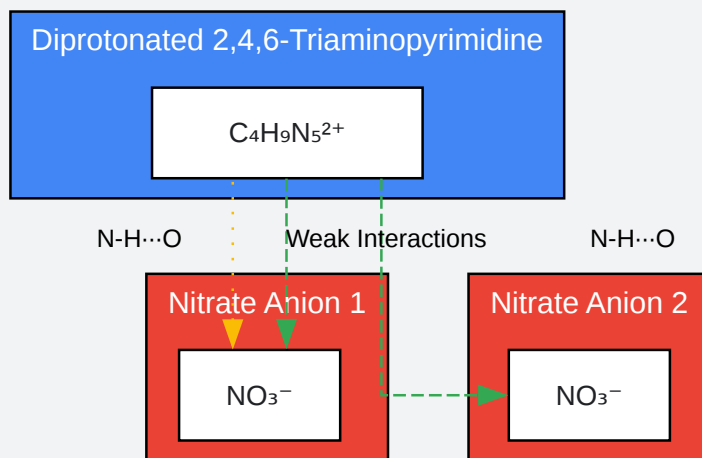 Diprotonated 2,4,6-Triaminopyrimidine
C₄H₉N₅²⁺
N-H···O
Weak Interactions
N-H···O
Nitrate Anion 1
Nitrate Anion 2
NO₃⁻
NO₃⁻